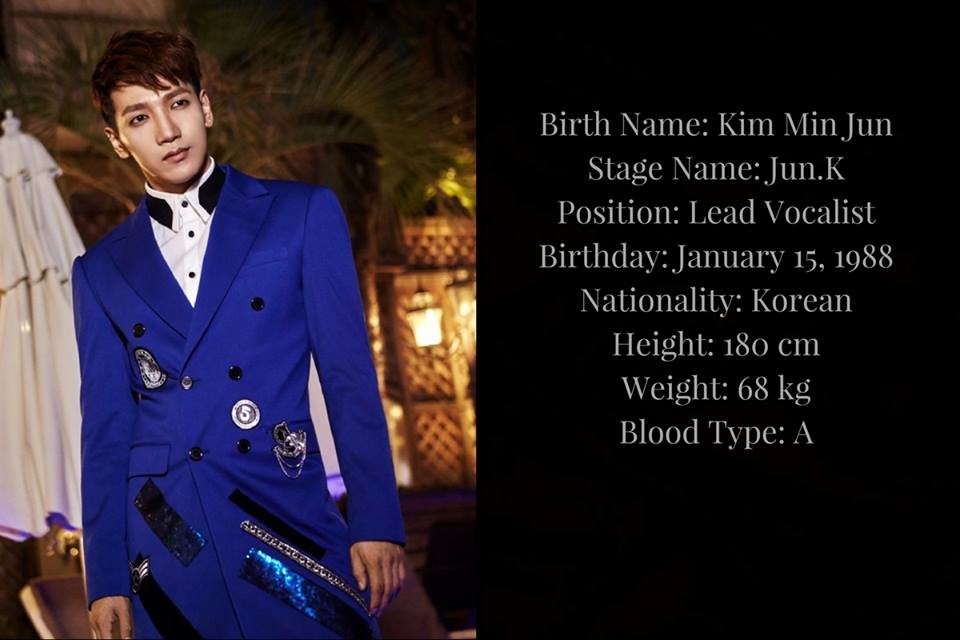 Birth Name: Kim Min Jun
Stage Name: Jun.K
Position: Lead Vocalist
Birthday: January 15, 1988
Nationality: Korean
Height: 180 cm
Weight: 68 kg
Blood Type: A
5